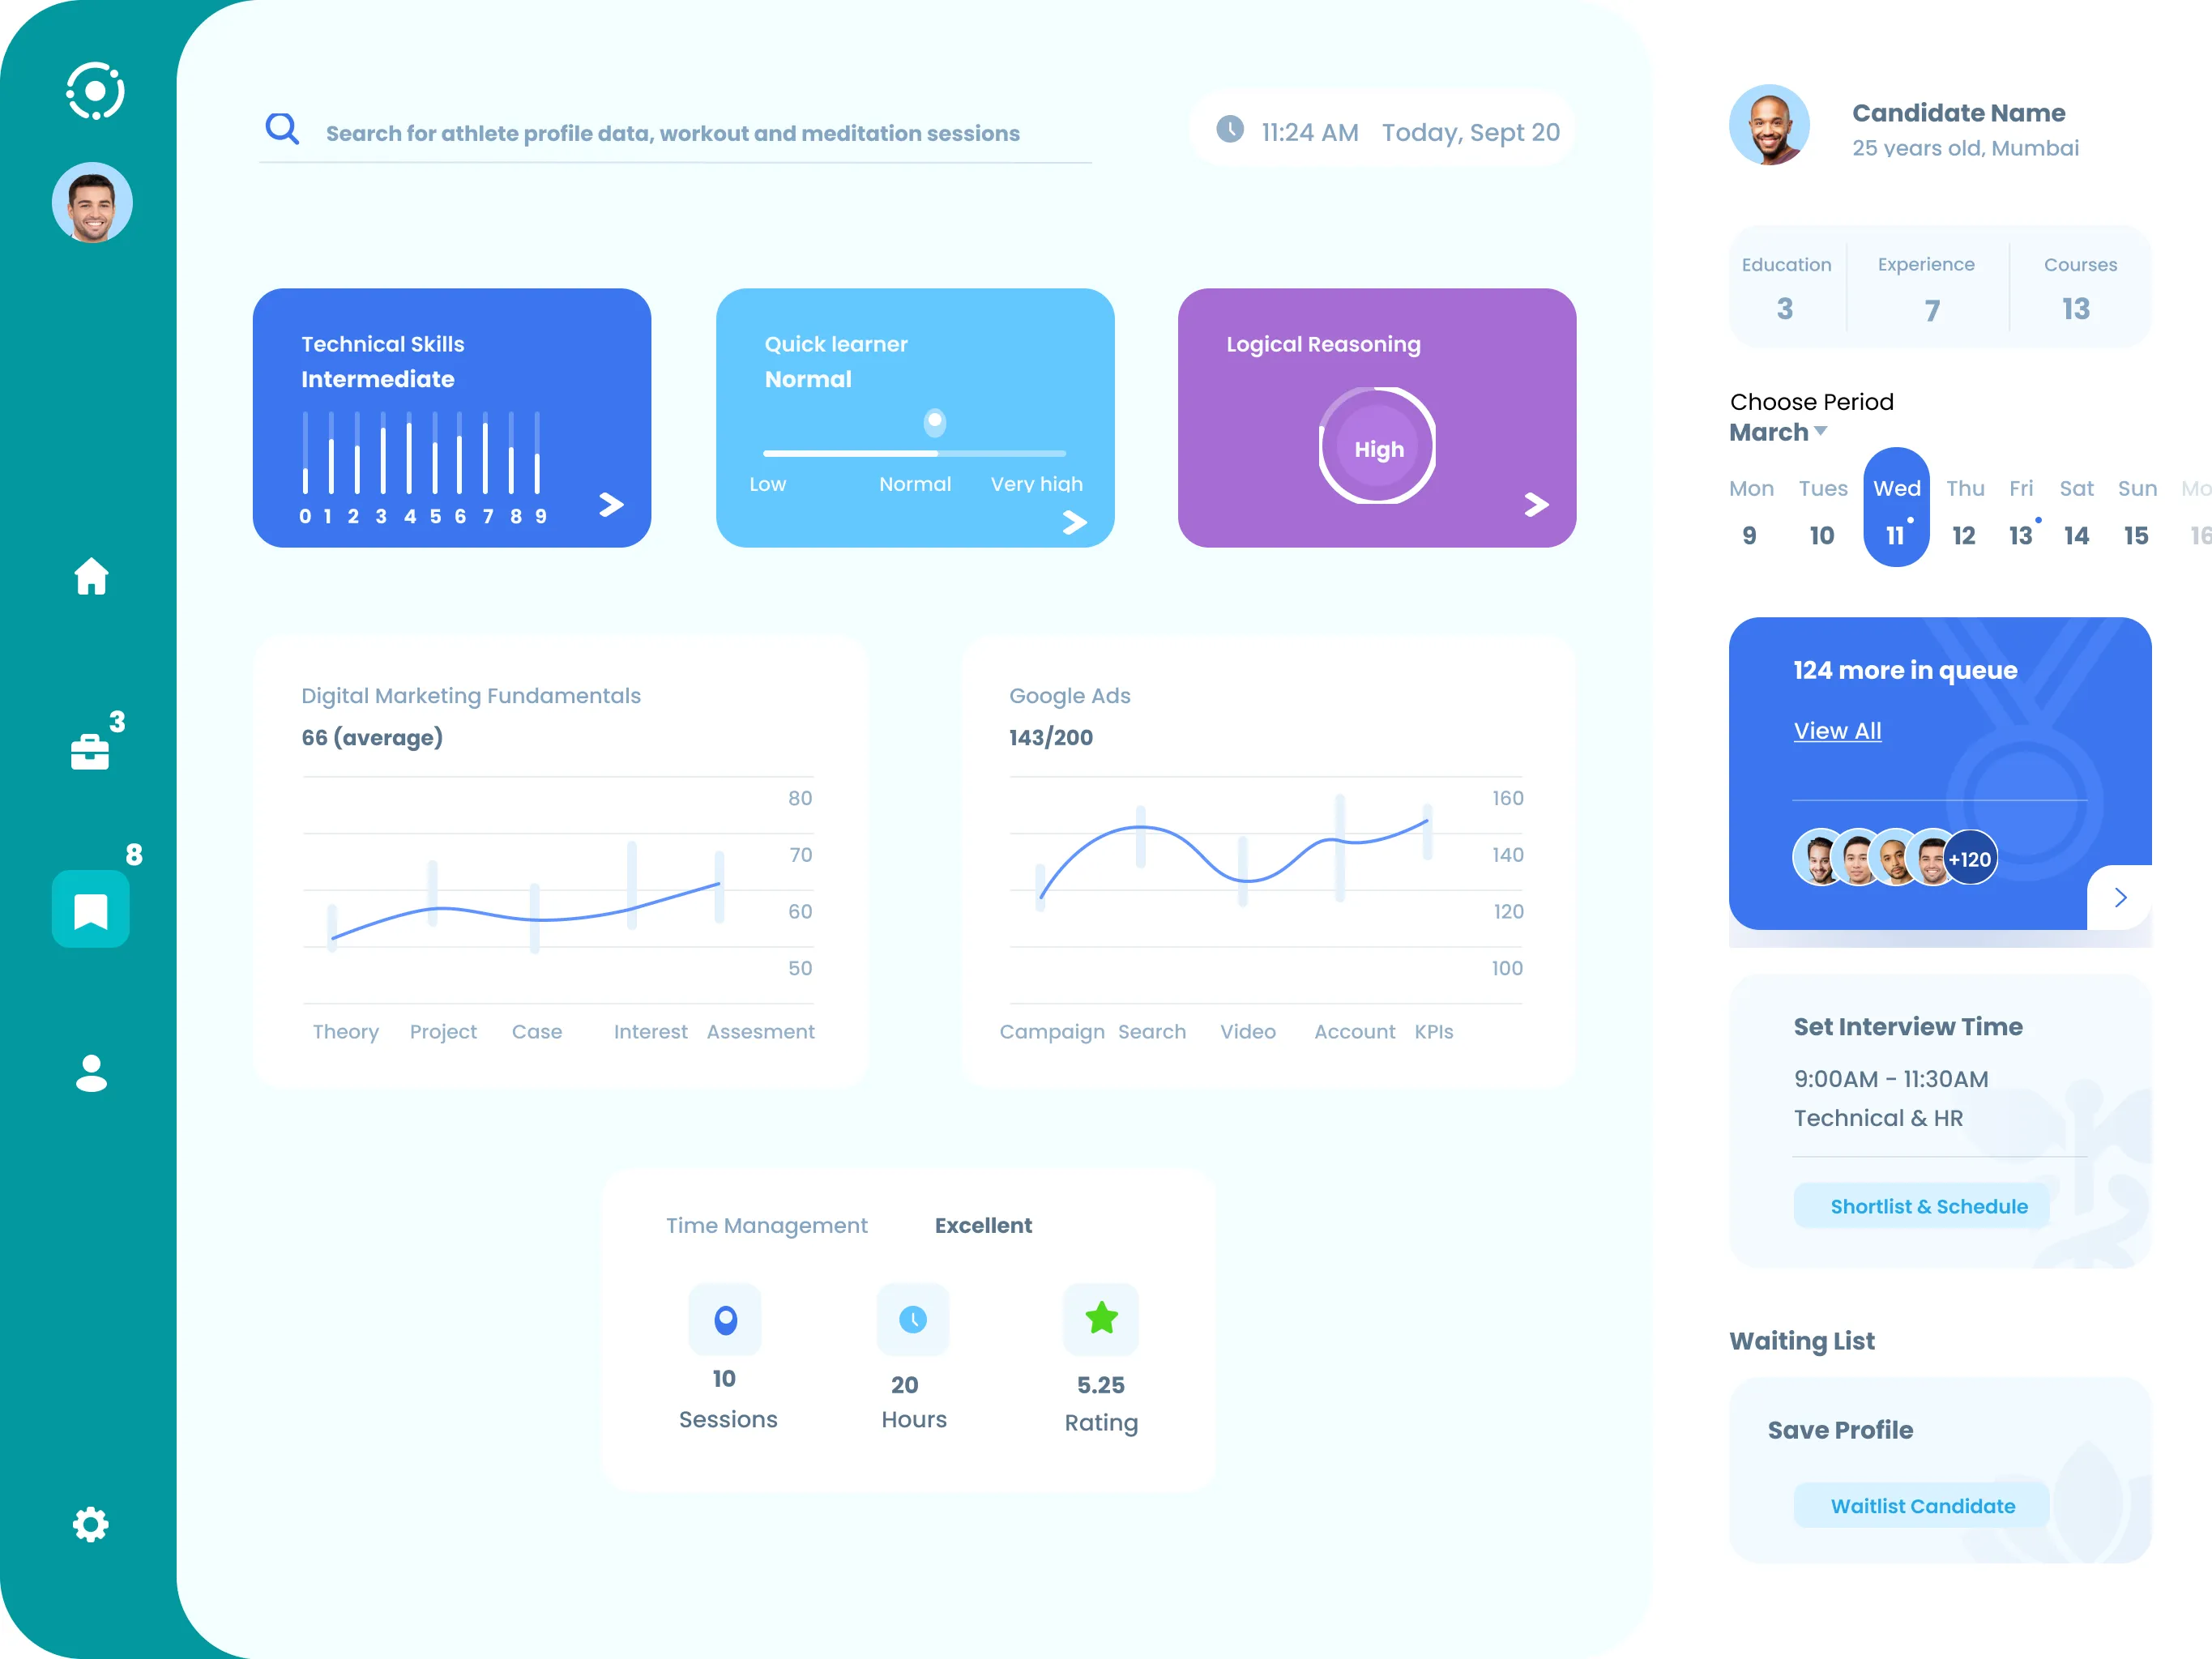 Search for athlete profile data, workout and meditation sessions
11:24 AM Today, Sept 20
3
8
Technical Skills
Intermediate
0 1 2 3 4 5 6 7 8 9
Quick learner
Normal
Low Normal Very high
Logical Reasoning
High
Digital Marketing Fundamentals
66 (average)
80
70
60
50
Theory Project Case Interest Assesment
Google Ads
143/200
160
140
120
100
Campaign Search Video Account KPIs
Time Management Excellent
10
Sessions
20
Hours
5.25
Rating
Candidate Name
25 years old, Mumbai
Education Experience Courses
3 7 13
Choose Period
March
Mon Tues Wed Thu Fri Sat Sun Mo
9 10 11 12 13 14 15 16
124 more in queue
View All
+120
Set Interview Time
9:00AM - 11:30AM
Technical & HR
Shortlist & Schedule
Waiting List
Save Profile
Waitlist Candidate